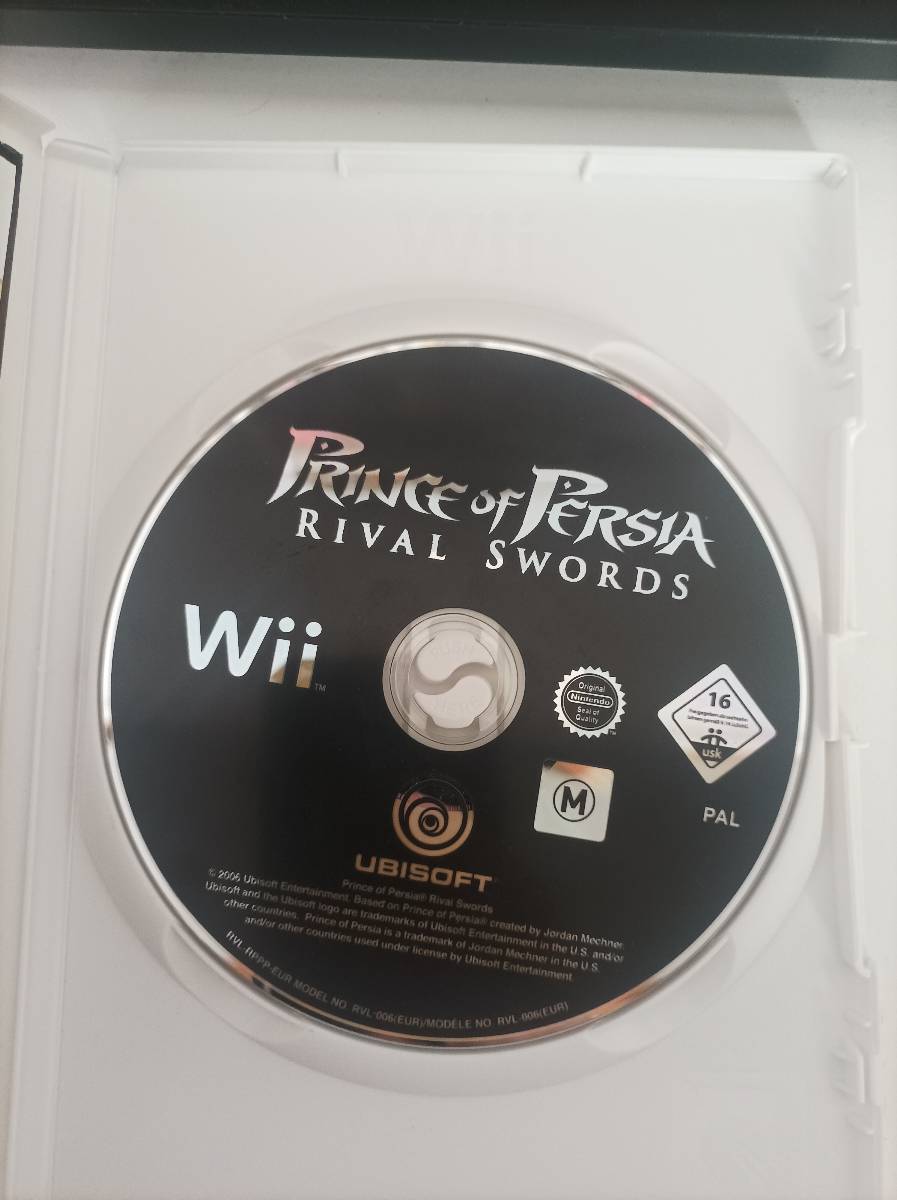 PRINCE OF PERSIA
RIVAL SWORDS
Wii™
Original
Nintendo
Seal of
Quality
™
16
usk
M
PAL
UBISOFT
Prince of Persia® Rival Swords
© 2006 Ubisoft Entertainment. Based on Prince of Persia® created by Jordan Mechner.
Ubisoft and the Ubisoft logo are trademarks of Ubisoft Entertainment in the U.S. and/or
other countries. Prince of Persia is a trademark of Jordan Mechner in the U.S.
and/or other countries used under license by Ubisoft Entertainment.
RVL-RPPP-EUR MODEL NO. RVL-006(EUR)/MODÈLE NO. RVL-006(EUR)